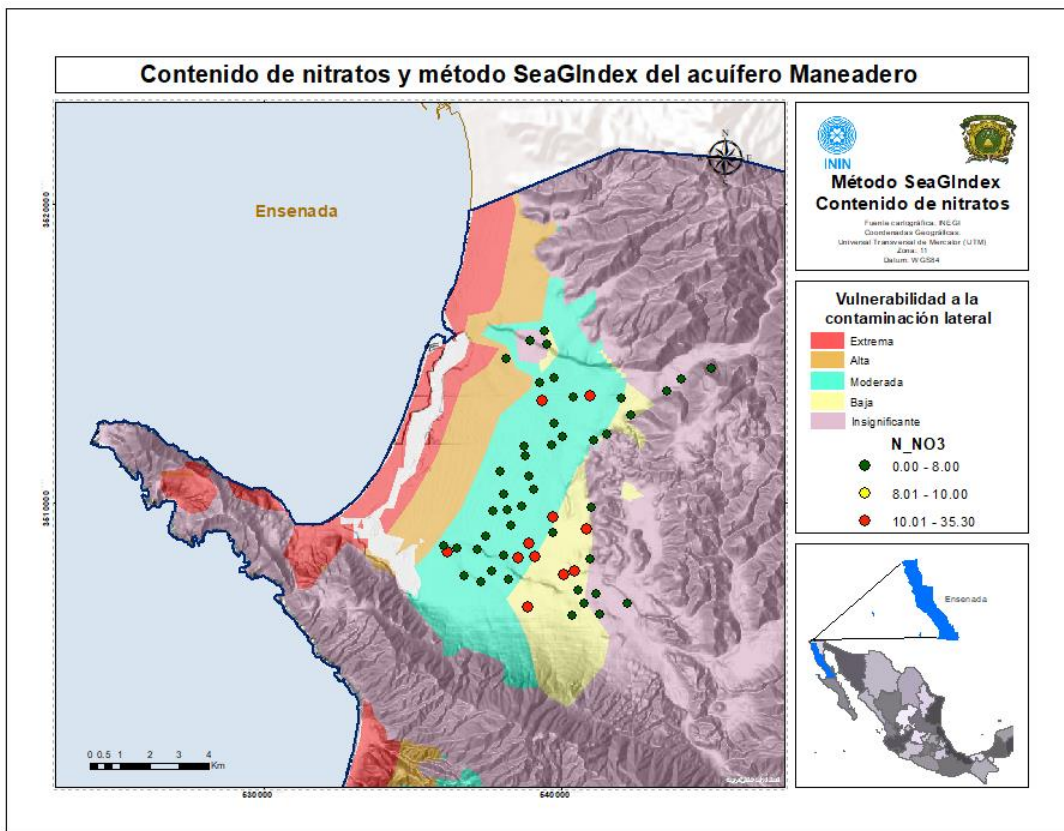 Contenido de nitratos y método SeaGIndex del acuífero Maneadero
Ensenada
N
E
3520000
3510000
530000
540000
0 0.5 1 2 3 4
Km
ININ
Método SeaGIndex
Contenido de nitratos
Fuente cartográfica: INEGI
Coordenadas Geográficas:
Universal Transversal de Mercator (UTM)
Zona: 11
Datum: WGS84
Vulnerabilidad a la
contaminación lateral
Extrema
Alta
Moderada
Baja
Insignificante
N_NO3
0.00 - 8.00
8.01 - 10.00
10.01 - 35.30
Ensenada